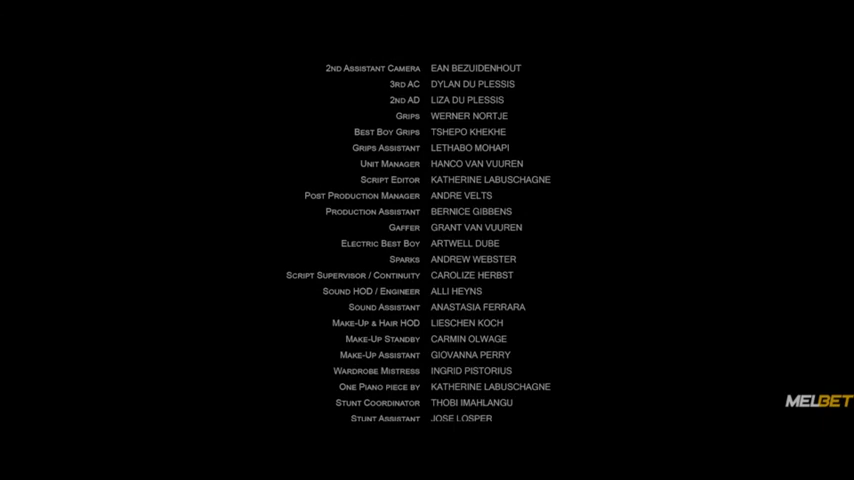 2nd Assistant Camera EAN BEZUIDENHOUT
3rd AC DYLAN DU PLESSIS
2nd AD LIZA DU PLESSIS
Grips WERNER NORTJE
Best Boy Grips TSHEPO KHEKHE
Grips Assistant LETHABO MOHAPI
Unit Manager HANCO VAN VUUREN
Script Editor KATHERINE LABUSCHAGNE
Post Production Manager ANDRE VELTS
Production Assistant BERNICE GIBBENS
Gaffer GRANT VAN VUUREN
Electric Best Boy ARTWELL DUBE
Sparks ANDREW WEBSTER
Script Supervisor / Continuity CAROLIZE HERBST
Sound HOD / Engineer ALLI HEYNS
Sound Assistant ANASTASIA FERRARA
Make-Up & Hair HOD LIESCHEN KOCH
Make-Up Standby CARMIN OLWAGE
Make-Up Assistant GIOVANNA PERRY
Wardrobe Mistress INGRID PISTORIUS
One Piano piece by KATHERINE LABUSCHAGNE
Stunt Coordinator THOBI IMAHLANGU
Stunt Assistant JOSE LOSPER
MELBET